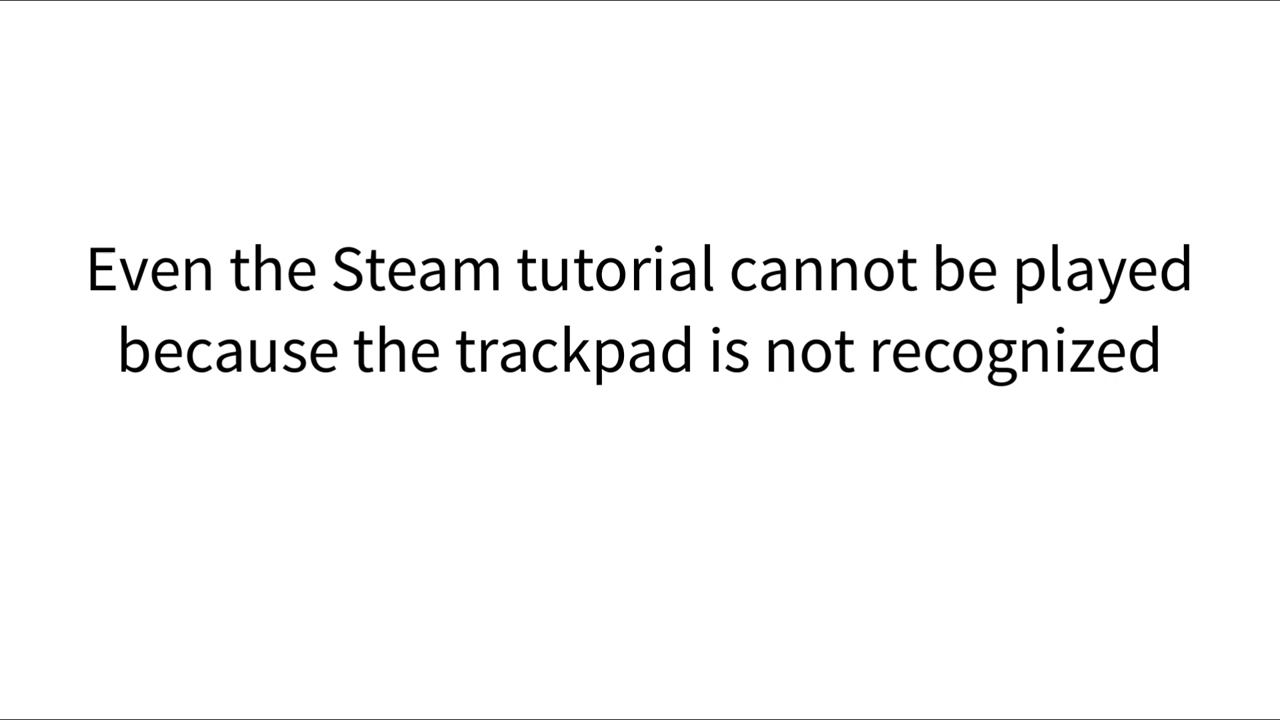 Even the Steam tutorial cannot be played
because the trackpad is not recognized